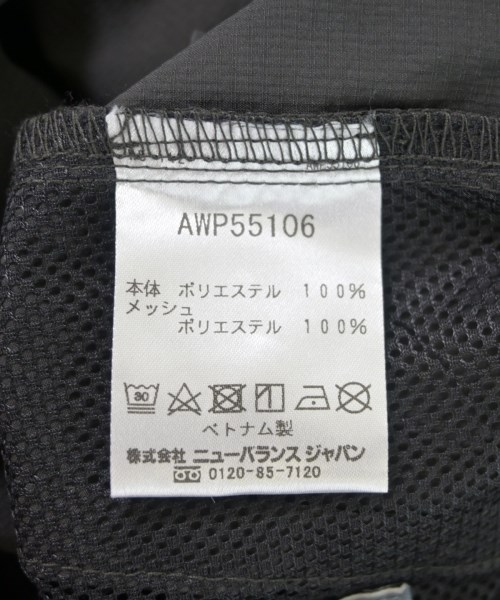 AWP55106
本体 ポリエステル 100%
メッシュ
ポリエステル 100%
30
ベトナム製
株式会社 ニューバランス ジャパン
0120-85-7120